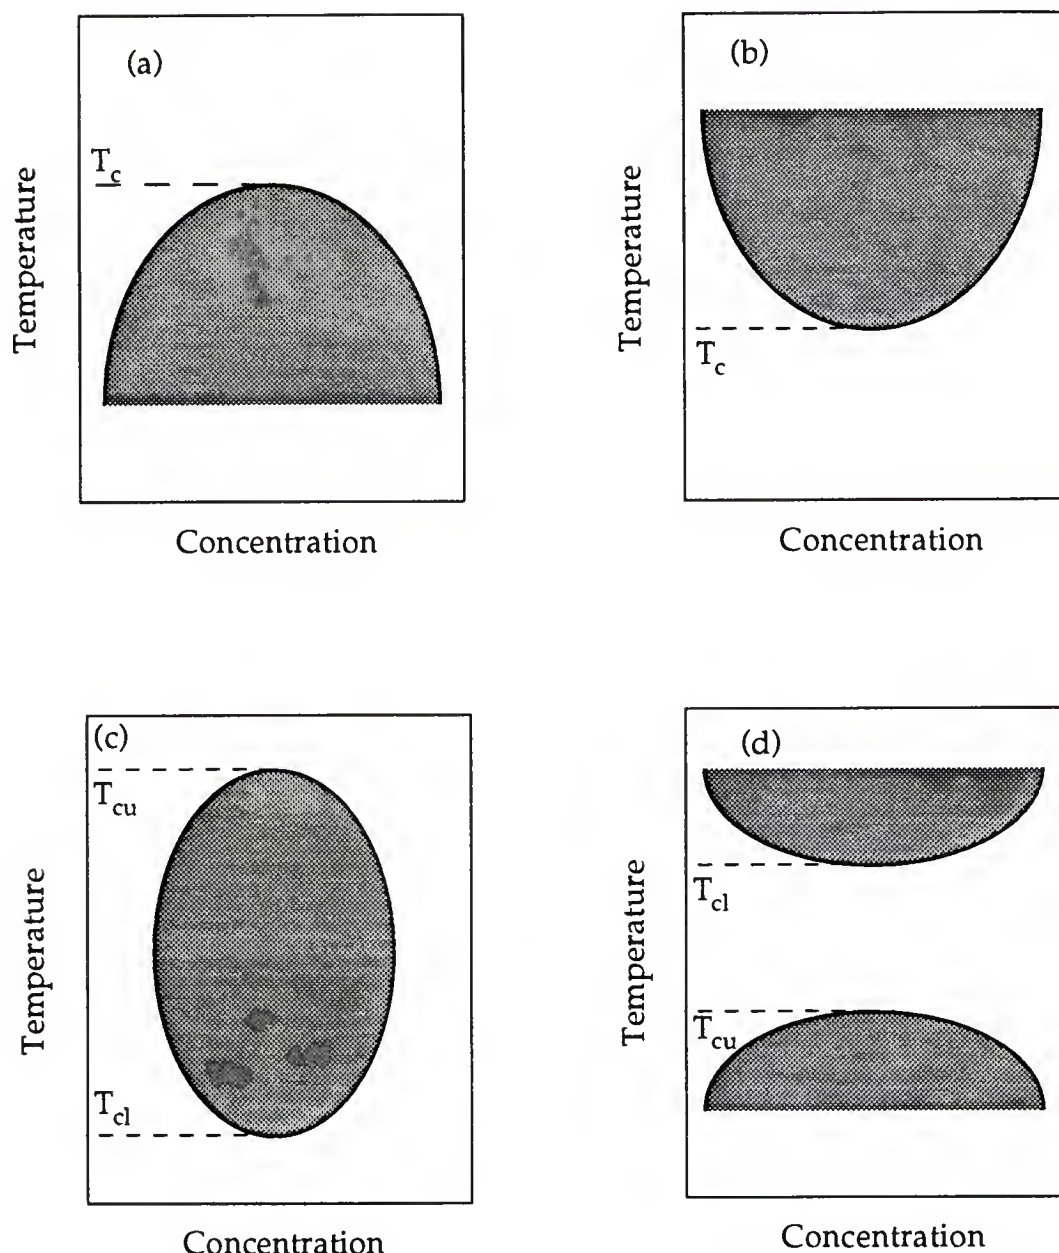 (a)
T_c
Temperature
Concentration
(b)
T_c
Temperature
Concentration
(c)
T_cu
T_cl
Temperature
Concentration
(d)
T_cl
T_cu
Temperature
Concentration